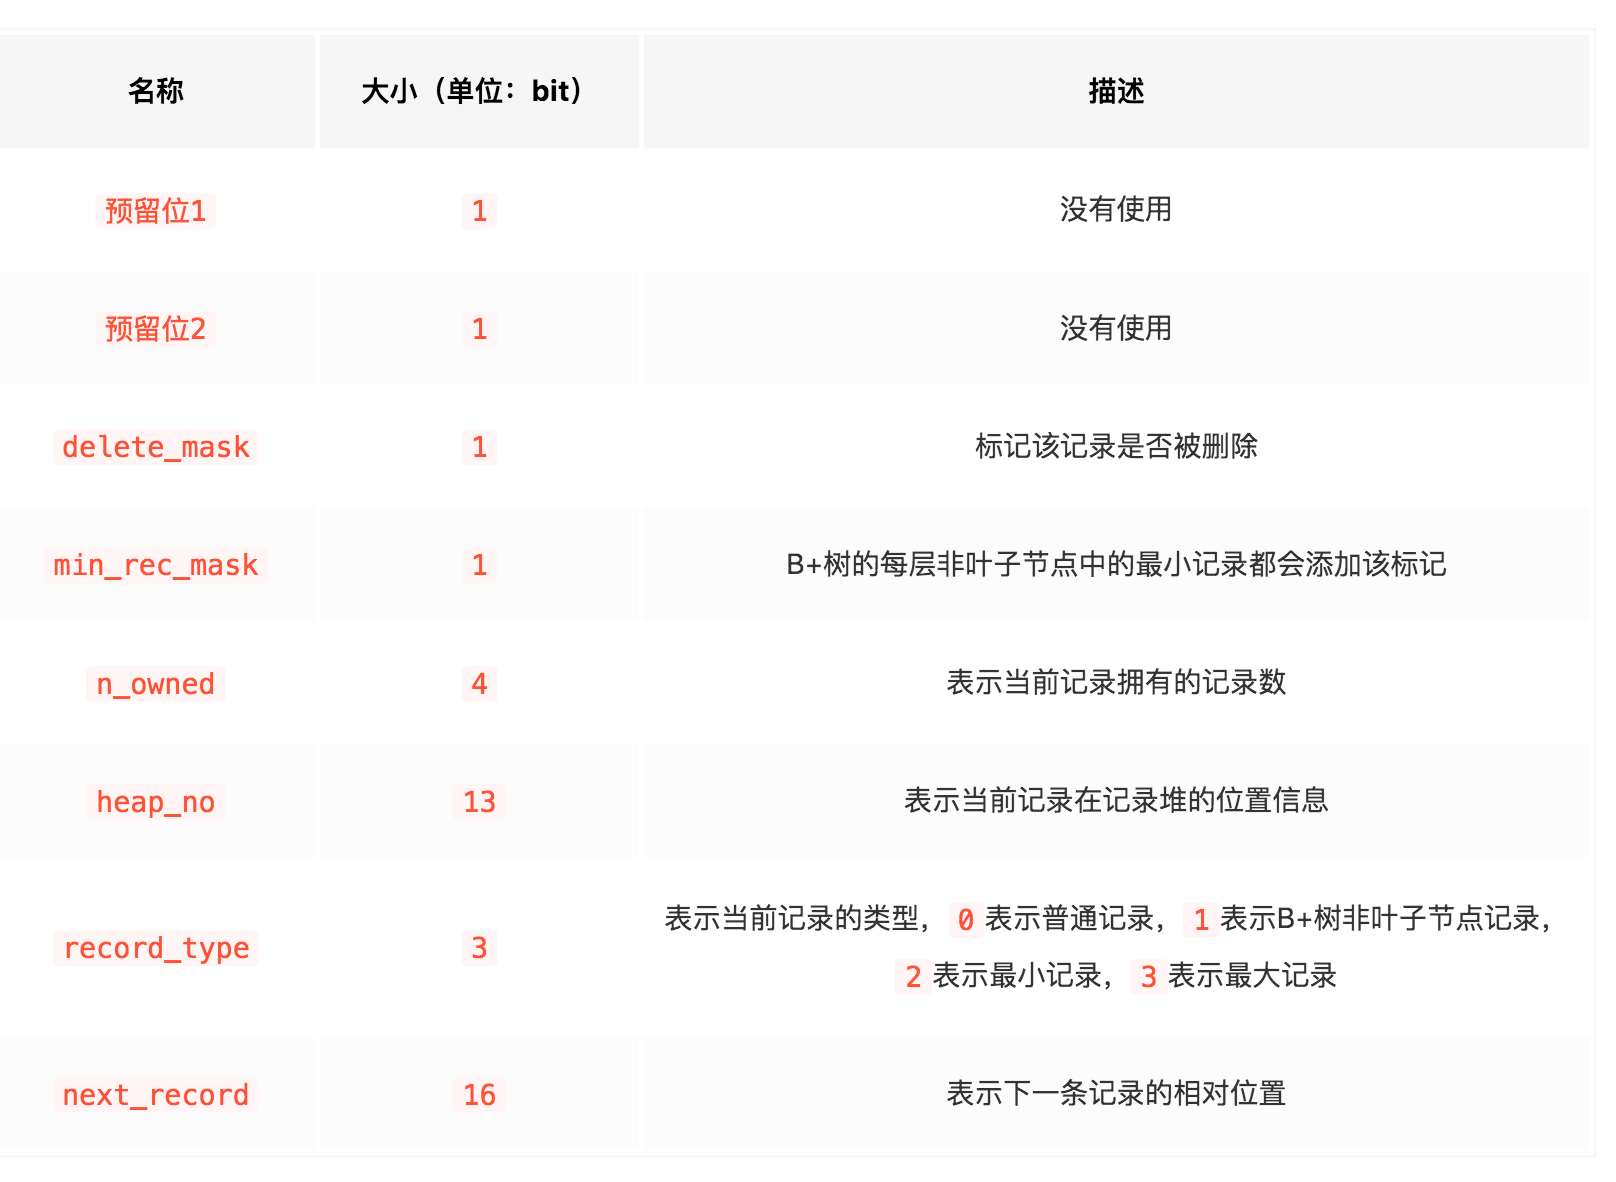 名称 大小（单位：bit） 描述
预留位1 1 没有使用
预留位2 1 没有使用
delete_mask 1 标记该记录是否被删除
min_rec_mask 1 B+树的每层非叶子节点中的最小记录都会添加该标记
n_owned 4 表示当前记录拥有的记录数
heap_no 13 表示当前记录在记录堆的位置信息
record_type 3 表示当前记录的类型，0表示普通记录，1表示B+树非叶子节点记录，
2表示最小记录，3表示最大记录
next_record 16 表示下一条记录的相对位置